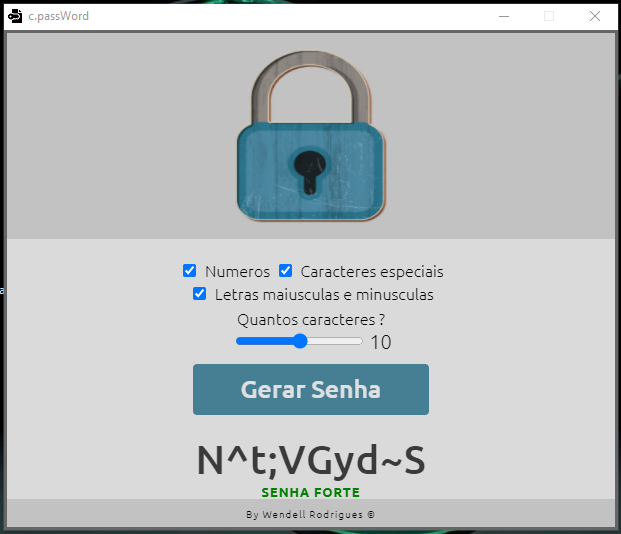 c.passWord
Numeros Caracteres especiais
Letras maiusculas e minusculas
Quantos caracteres ?
10
Gerar Senha
N^t;VGyd~S
SENHA FORTE
By Wendell Rodrigues ©